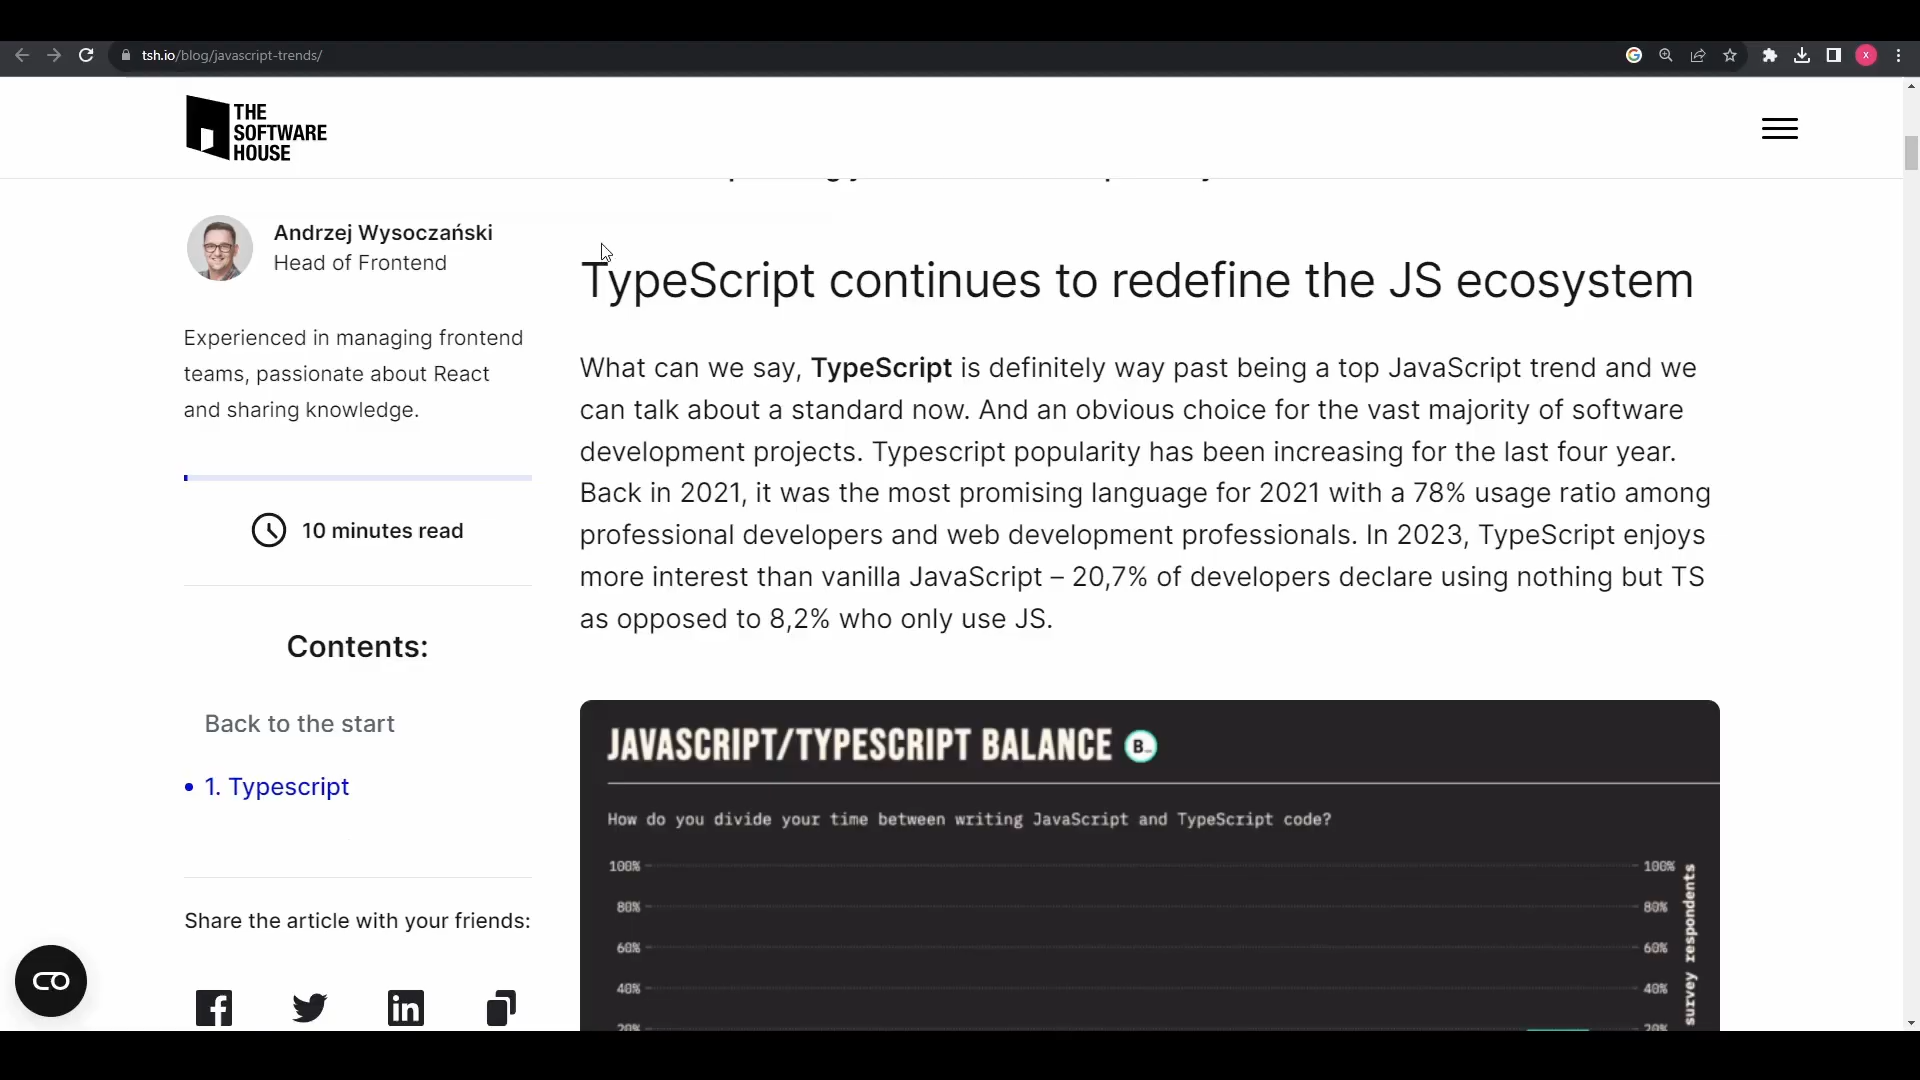 tsh.io/blog/javascript-trends/
x
THE
SOFTWARE
HOUSE
Andrzej Wysoczański
Head of Frontend
Experienced in managing frontend
teams, passionate about React
and sharing knowledge.
10 minutes read
Contents:
Back to the start
1. Typescript
Share the article with your friends:
TypeScript continues to redefine the JS ecosystem
What can we say, TypeScript is definitely way past being a top JavaScript trend and we
can talk about a standard now. And an obvious choice for the vast majority of software
development projects. Typescript popularity has been increasing for the last four year.
Back in 2021, it was the most promising language for 2021 with a 78% usage ratio among
professional developers and web development professionals. In 2023, TypeScript enjoys
more interest than vanilla JavaScript – 20,7% of developers declare using nothing but TS
as opposed to 8,2% who only use JS.
JAVASCRIPT/TYPESCRIPT BALANCE B_
How do you divide your time between writing JavaScript and TypeScript code?
100% 100%
80% 80%
60% 60%
40% 40%
20% 20%
survey respondents